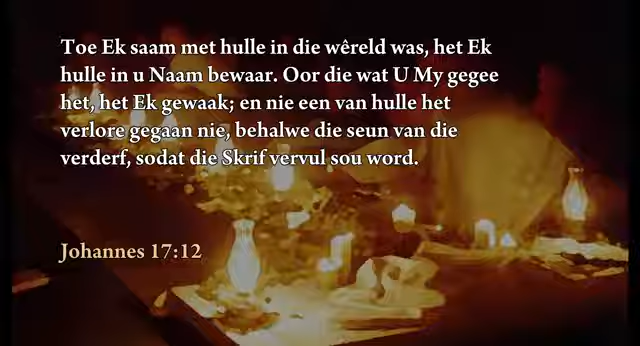 Toe Ek saam met hulle in die wêreld was, het Ek
hulle in u Naam bewaar. Oor die wat U My gegee
het, het Ek gewaak; en nie een van hulle het
verlore gegaan nie, behalwe die seun van die
verderf, sodat die Skrif vervul sou word.
Johannes 17:12